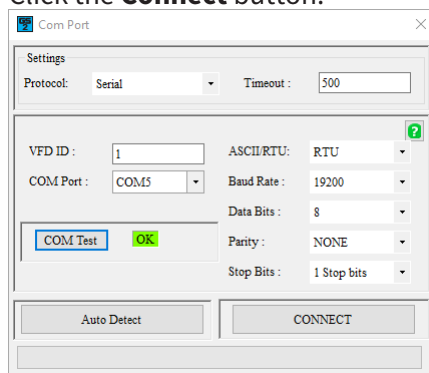 Click the Connect button.
Com Port
Settings
Protocol: Serial Timeout : 500
VFD ID : 1 ASCII/RTU: RTU
COM Port : COM5 Baud Rate : 19200
Data Bits : 8
COM Test OK Parity : NONE
Stop Bits : 1 Stop bits
Auto Detect CONNECT